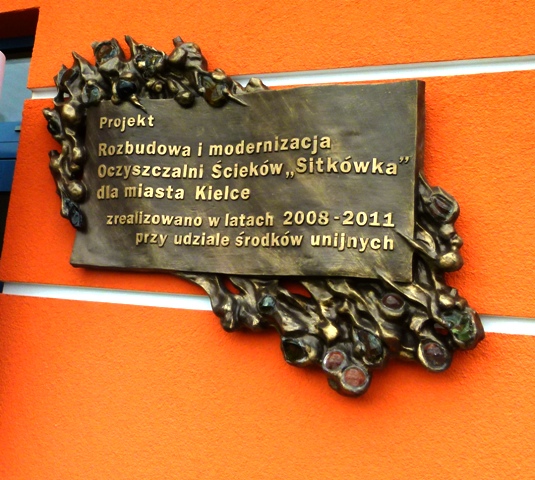 Projekt
Rozbudowa i modernizacja
Oczyszczalni Ścieków „Sitkówka”
dla miasta Kielce
zrealizowano w latach 2008-2011
przy udziale środków unijnych